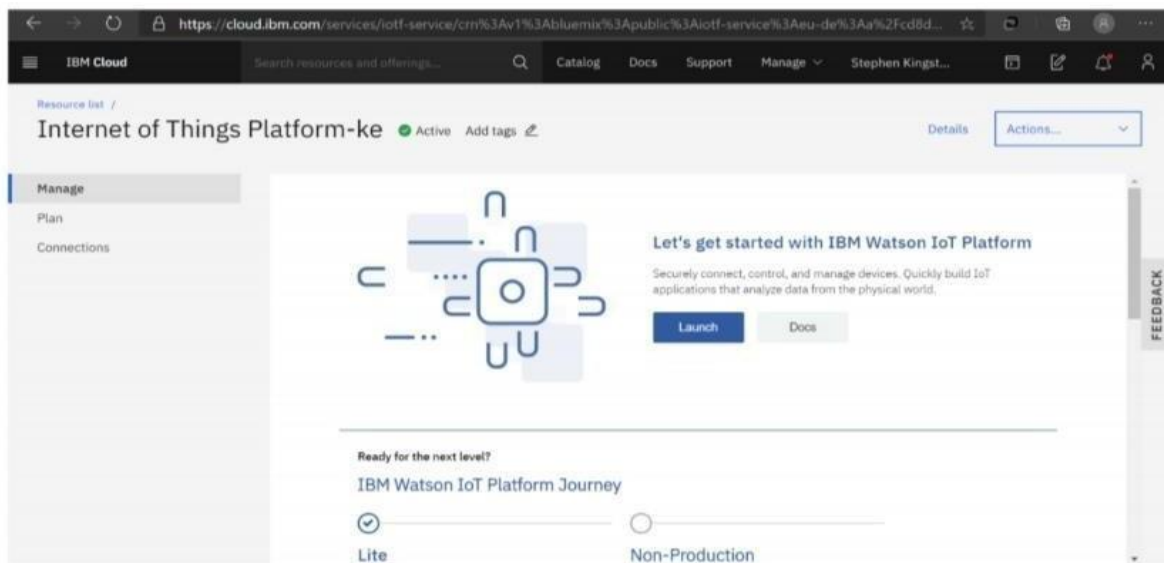 https://cloud.ibm.com/services/iotf-service/crn%3Av1%3Abluemix%3Apublic%3Aiotf-service%3Aeu-de%3Aa%2Fcd8d...
IBM Cloud Search resources and offerings... Catalog Docs Support Manage Stephen Kingst...
Resource list /
Internet of Things Platform-ke Active Add tags Details Actions...
Manage
Plan
Connections
Let's get started with IBM Watson IoT Platform
Securely connect, control, and manage devices. Quickly build IoT
applications that analyze data from the physical world.
Launch Docs
FEEDBACK
Ready for the next level?
IBM Watson IoT Platform Journey
Lite Non-Production